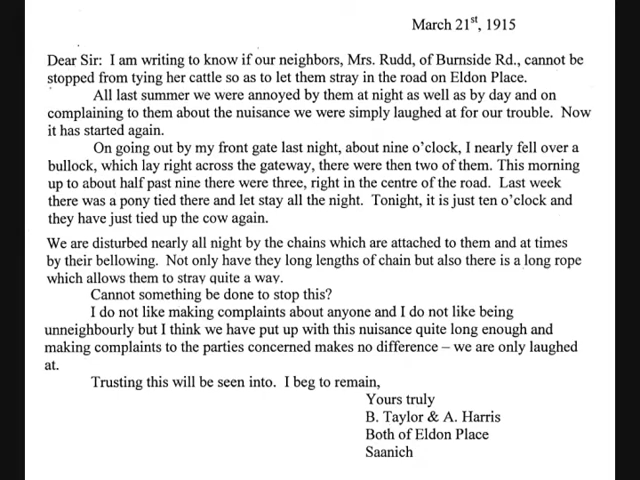 March 21st, 1915
Dear Sir: I am writing to know if our neighbors, Mrs. Rudd, of Burnside Rd., cannot be
stopped from tying her cattle so as to let them stray in the road on Eldon Place.
All last summer we were annoyed by them at night as well as by day and on
complaining to them about the nuisance we were simply laughed at for our trouble. Now
it has started again.
On going out by my front gate last night, about nine o'clock, I nearly fell over a
bullock, which lay right across the gateway, there were then two of them. This morning
up to about half past nine there were three, right in the centre of the road. Last week
there was a pony tied there and let stay all the night. Tonight, it is just ten o'clock and
they have just tied up the cow again.
We are disturbed nearly all night by the chains which are attached to them and at times
by their bellowing. Not only have they long lengths of chain but also there is a long rope
which allows them to stray quite a way.
Cannot something be done to stop this?
I do not like making complaints about anyone and I do not like being
unneighbourly but I think we have put up with this nuisance quite long enough and
making complaints to the parties concerned makes no difference – we are only laughed
at.
Trusting this will be seen into. I beg to remain,
Yours truly
B. Taylor & A. Harris
Both of Eldon Place
Saanich